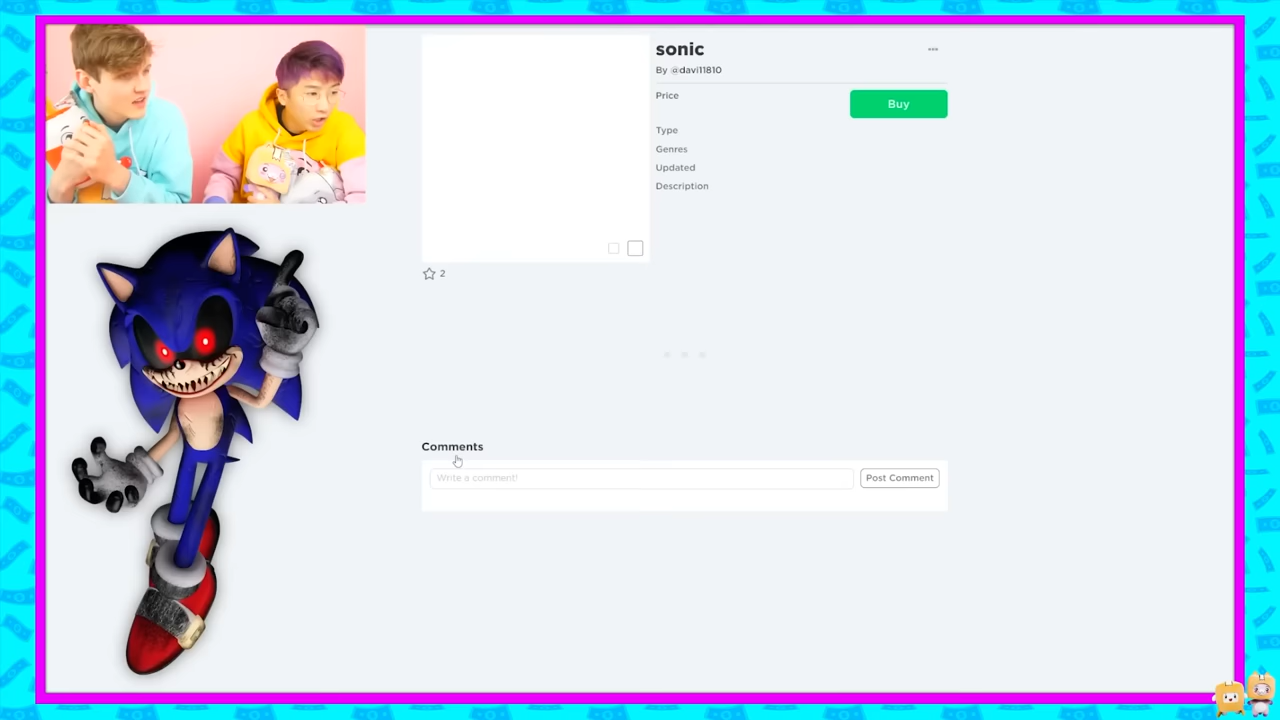 sonic
By @davi11810
Price
Buy
Type
Genres
Updated
Description
2
Comments
Write a comment!
Post Comment